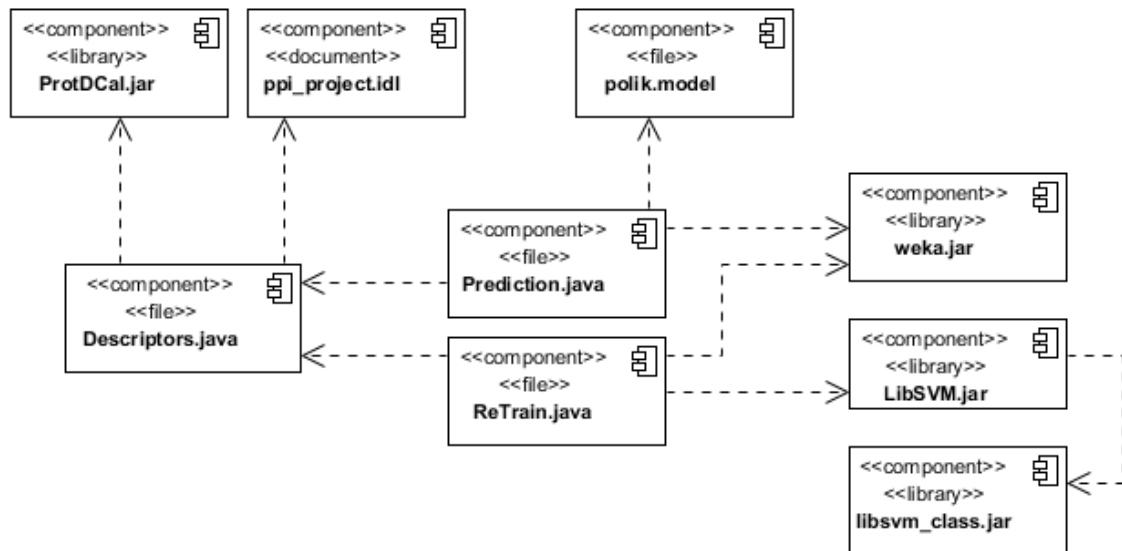 <<component>>
<<library>>
ProtDCal.jar
<<component>>
<<document>>
ppi_project.idl
<<component>>
<<file>>
polik.model
<<component>>
<<library>>
weka.jar
<<component>>
<<file>>
Prediction.java
<<component>>
<<file>>
Descriptors.java
<<component>>
<<library>>
LibSVM.jar
<<component>>
<<file>>
ReTrain.java
<<component>>
<<library>>
libsvm_class.jar